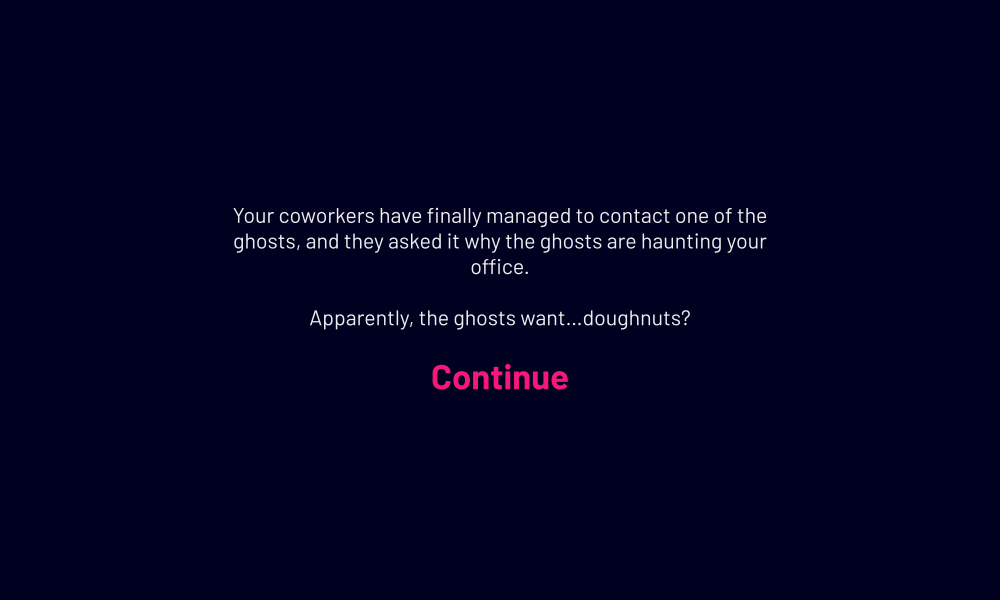 Your coworkers have finally managed to contact one of the
ghosts, and they asked it why the ghosts are haunting your
office.
Apparently, the ghosts want...doughnuts?
Continue